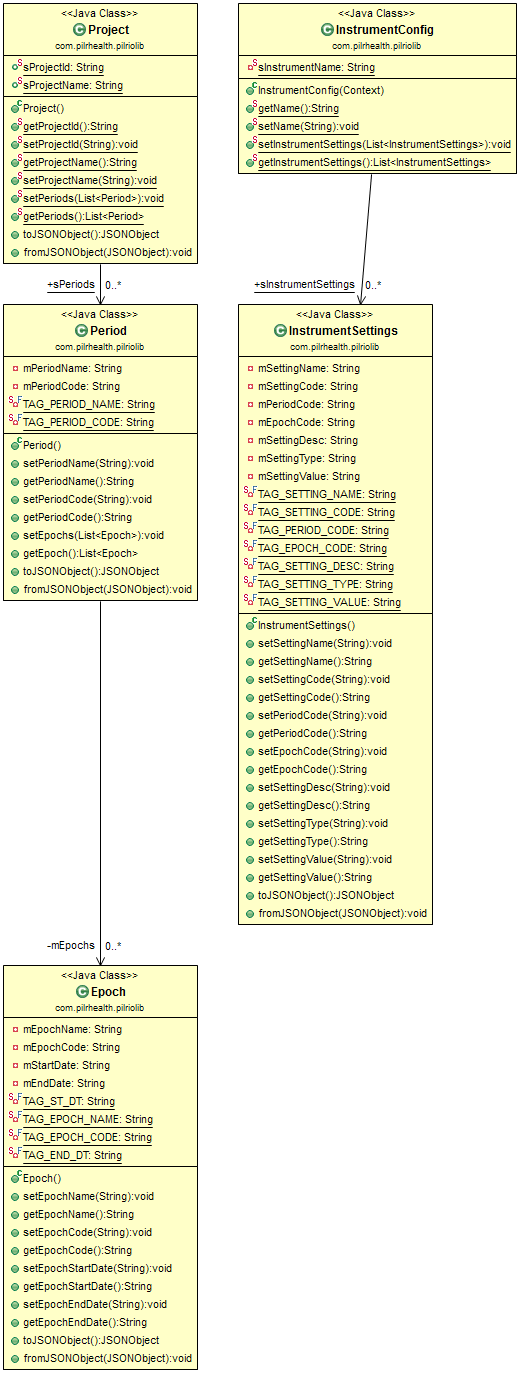 <<Java Class>>
Project
com.pilrhealth.pilriolib
sProjectId: String
sProjectName: String
Project()
getProjectId():String
setProjectId(String):void
getProjectName():String
setProjectName(String):void
setPeriods(List<Period>):void
getPeriods():List<Period>
toJSONObject():JSONObject
fromJSONObject(JSONObject):void
+sPeriods 0..*
<<Java Class>>
Period
com.pilrhealth.pilriolib
mPeriodName: String
mPeriodCode: String
TAG_PERIOD_NAME: String
TAG_PERIOD_CODE: String
Period()
setPeriodName(String):void
getPeriodName():String
setPeriodCode(String):void
getPeriodCode():String
setEpochs(List<Epoch>):void
getEpoch():List<Epoch>
toJSONObject():JSONObject
fromJSONObject(JSONObject):void
-mEpochs 0..*
<<Java Class>>
Epoch
com.pilrhealth.pilriolib
mEpochName: String
mEpochCode: String
mStartDate: String
mEndDate: String
TAG_ST_DT: String
TAG_EPOCH_NAME: String
TAG_EPOCH_CODE: String
TAG_END_DT: String
Epoch()
setEpochName(String):void
getEpochName():String
setEpochCode(String):void
getEpochCode():String
setEpochStartDate(String):void
getEpochStartDate():String
setEpochEndDate(String):void
getEpochEndDate():String
toJSONObject():JSONObject
fromJSONObject(JSONObject):void
<<Java Class>>
InstrumentConfig
com.pilrhealth.pilriolib
sInstrumentName: String
InstrumentConfig(Context)
getName():String
setName(String):void
setInstrumentSettings(List<InstrumentSettings>):void
getInstrumentSettings():List<InstrumentSettings>
+sInstrumentSettings 0..*
<<Java Class>>
InstrumentSettings
com.pilrhealth.pilriolib
mSettingName: String
mSettingCode: String
mPeriodCode: String
mEpochCode: String
mSettingDesc: String
mSettingType: String
mSettingValue: String
TAG_SETTING_NAME: String
TAG_SETTING_CODE: String
TAG_PERIOD_CODE: String
TAG_EPOCH_CODE: String
TAG_SETTING_DESC: String
TAG_SETTING_TYPE: String
TAG_SETTING_VALUE: String
InstrumentSettings()
setSettingName(String):void
getSettingName():String
setSettingCode(String):void
getSettingCode():String
setPeriodCode(String):void
getPeriodCode():String
setEpochCode(String):void
getEpochCode():String
setSettingDesc(String):void
getSettingDesc():String
setSettingType(String):void
getSettingType():String
setSettingValue(String):void
getSettingValue():String
toJSONObject():JSONObject
fromJSONObject(JSONObject):void